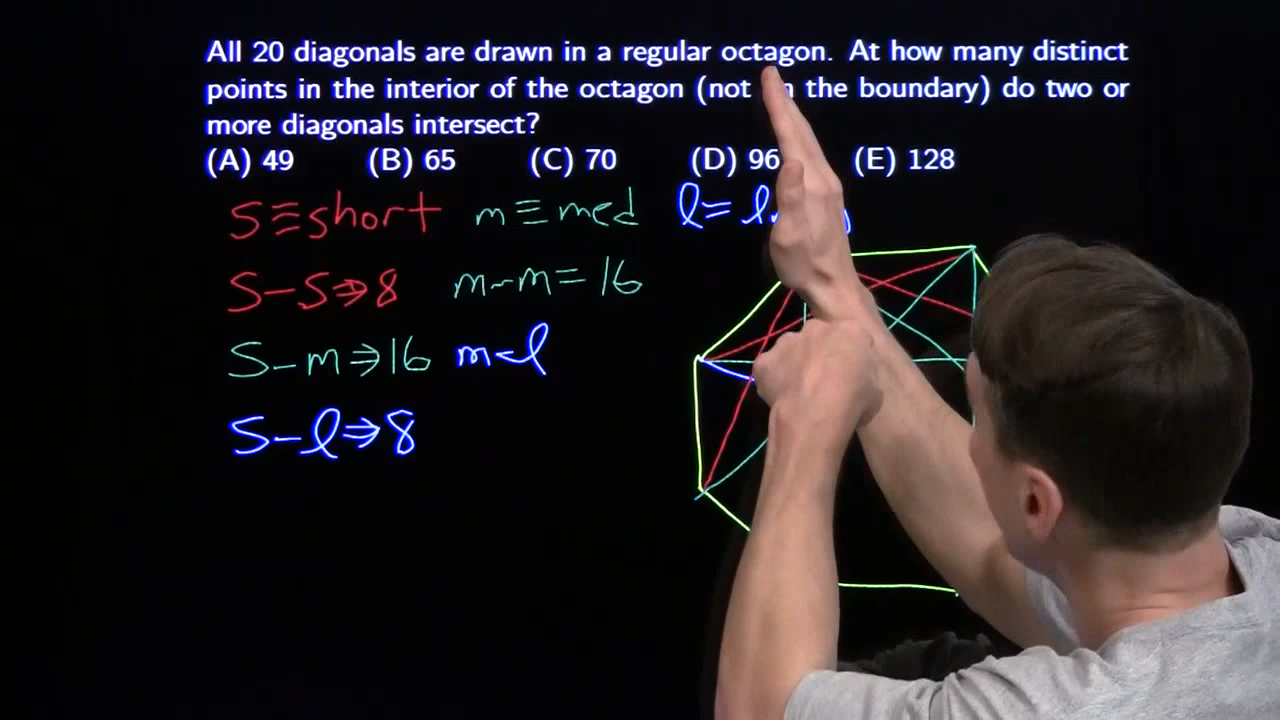 All 20 diagonals are drawn in a regular octagon. At how many distinct
points in the interior of the octagon (not the boundary) do two or
more diagonals intersect?
(A) 49 (B) 65 (C) 70 (D) 96 (E) 128
S≡short m≡med l=
S-S⇒8 m-m=16
S-m⇒16 m-l
S-l⇒8